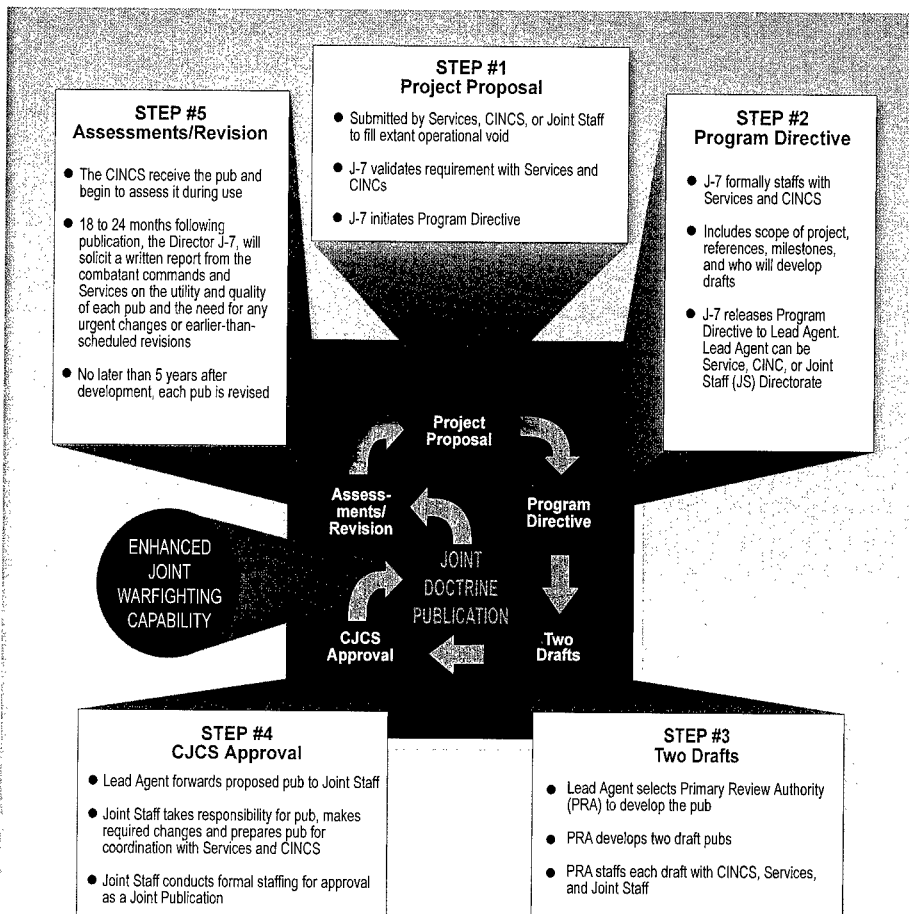 STEP #1
Project Proposal
● Submitted by Services, CINCS, or Joint Staff
to fill extant operational void
● J-7 validates requirement with Services and
CINCs
● J-7 initiates Program Directive
STEP #5
Assessments/Revision
● The CINCS receive the pub and
begin to assess it during use
● 18 to 24 months following
publication, the Director J-7, will
solicit a written report from the
combatant commands and
Services on the utility and quality
of each pub and the need for any
urgent changes or earlier-than-
scheduled revisions
● No later than 5 years after
development, each pub is revised
STEP #2
Program Directive
● J-7 formally staffs with
Services and CINCS
● Includes scope of project,
references, milestones,
and who will develop
drafts
● J-7 releases Program
Directive to Lead Agent.
Lead Agent can be
Service, CINC, or Joint
Staff (JS) Directorate
Project
Proposal
Assess-
ments/
Revision
Program
Directive
JOINT
DOCTRINE
PUBLICATION
CJCS
Approval
Two
Drafts
ENHANCED
JOINT
WARFIGHTING
CAPABILITY
STEP #4
CJCS Approval
● Lead Agent forwards proposed pub to Joint Staff
● Joint Staff takes responsibility for pub, makes
required changes and prepares pub for
coordination with Services and CINCS
● Joint Staff conducts formal staffing for approval
as a Joint Publication
STEP #3
Two Drafts
● Lead Agent selects Primary Review Authority
(PRA) to develop the pub
● PRA develops two draft pubs
● PRA staffs each draft with CINCS, Services,
and Joint Staff